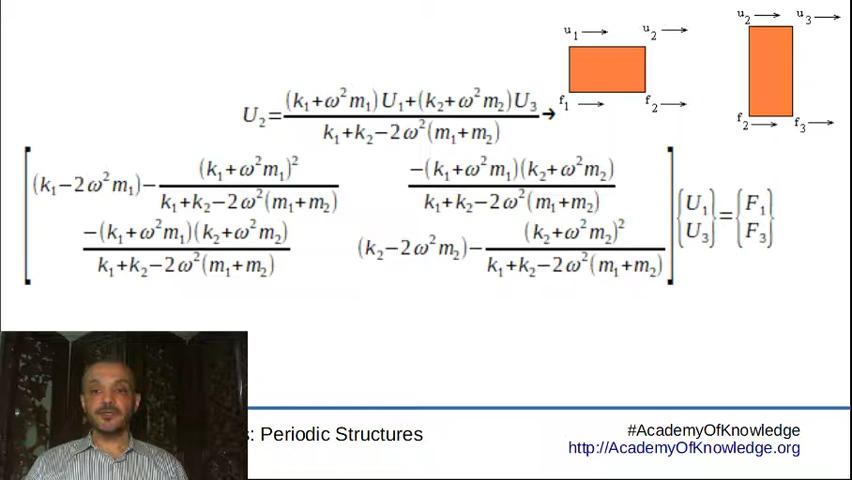 u₁ → u₂ →
u₂ → u₃ →
U₂=((k₁+ω²m₁)U₁+(k₂+ω²m₂)U₃)/(k₁+k₂−2ω²(m₁+m₂)) →
f₁ → f₂ →
f₂ → f₃ →
[(k₁−2ω²m₁)−(k₁+ω²m₁)²/(k₁+k₂−2ω²(m₁+m₂)) −(k₁+ω²m₁)(k₂+ω²m₂)/(k₁+k₂−2ω²(m₁+m₂))
−(k₁+ω²m₁)(k₂+ω²m₂)/(k₁+k₂−2ω²(m₁+m₂)) (k₂−2ω²m₂)−(k₂+ω²m₂)²/(k₁+k₂−2ω²(m₁+m₂))] {U₁ U₃}={F₁ F₃}
: Periodic Structures
#AcademyOfKnowledge
http://AcademyOfKnowledge.org